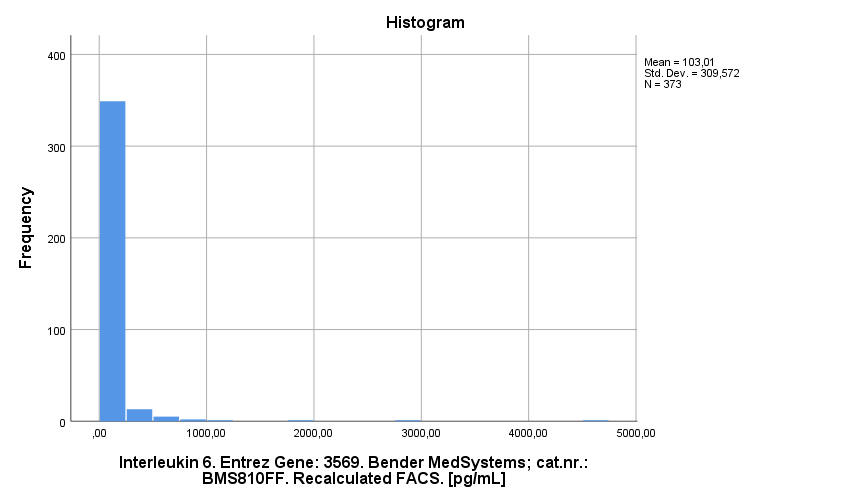 Histogram
Mean = 103,01
Std. Dev. = 309,572
N = 373
400
300
200
100
0
Frequency
,00
1000,00
2000,00
3000,00
4000,00
5000,00
Interleukin 6. Entrez Gene: 3569. Bender MedSystems; cat.nr.:
BMS810FF. Recalculated FACS. [pg/mL]